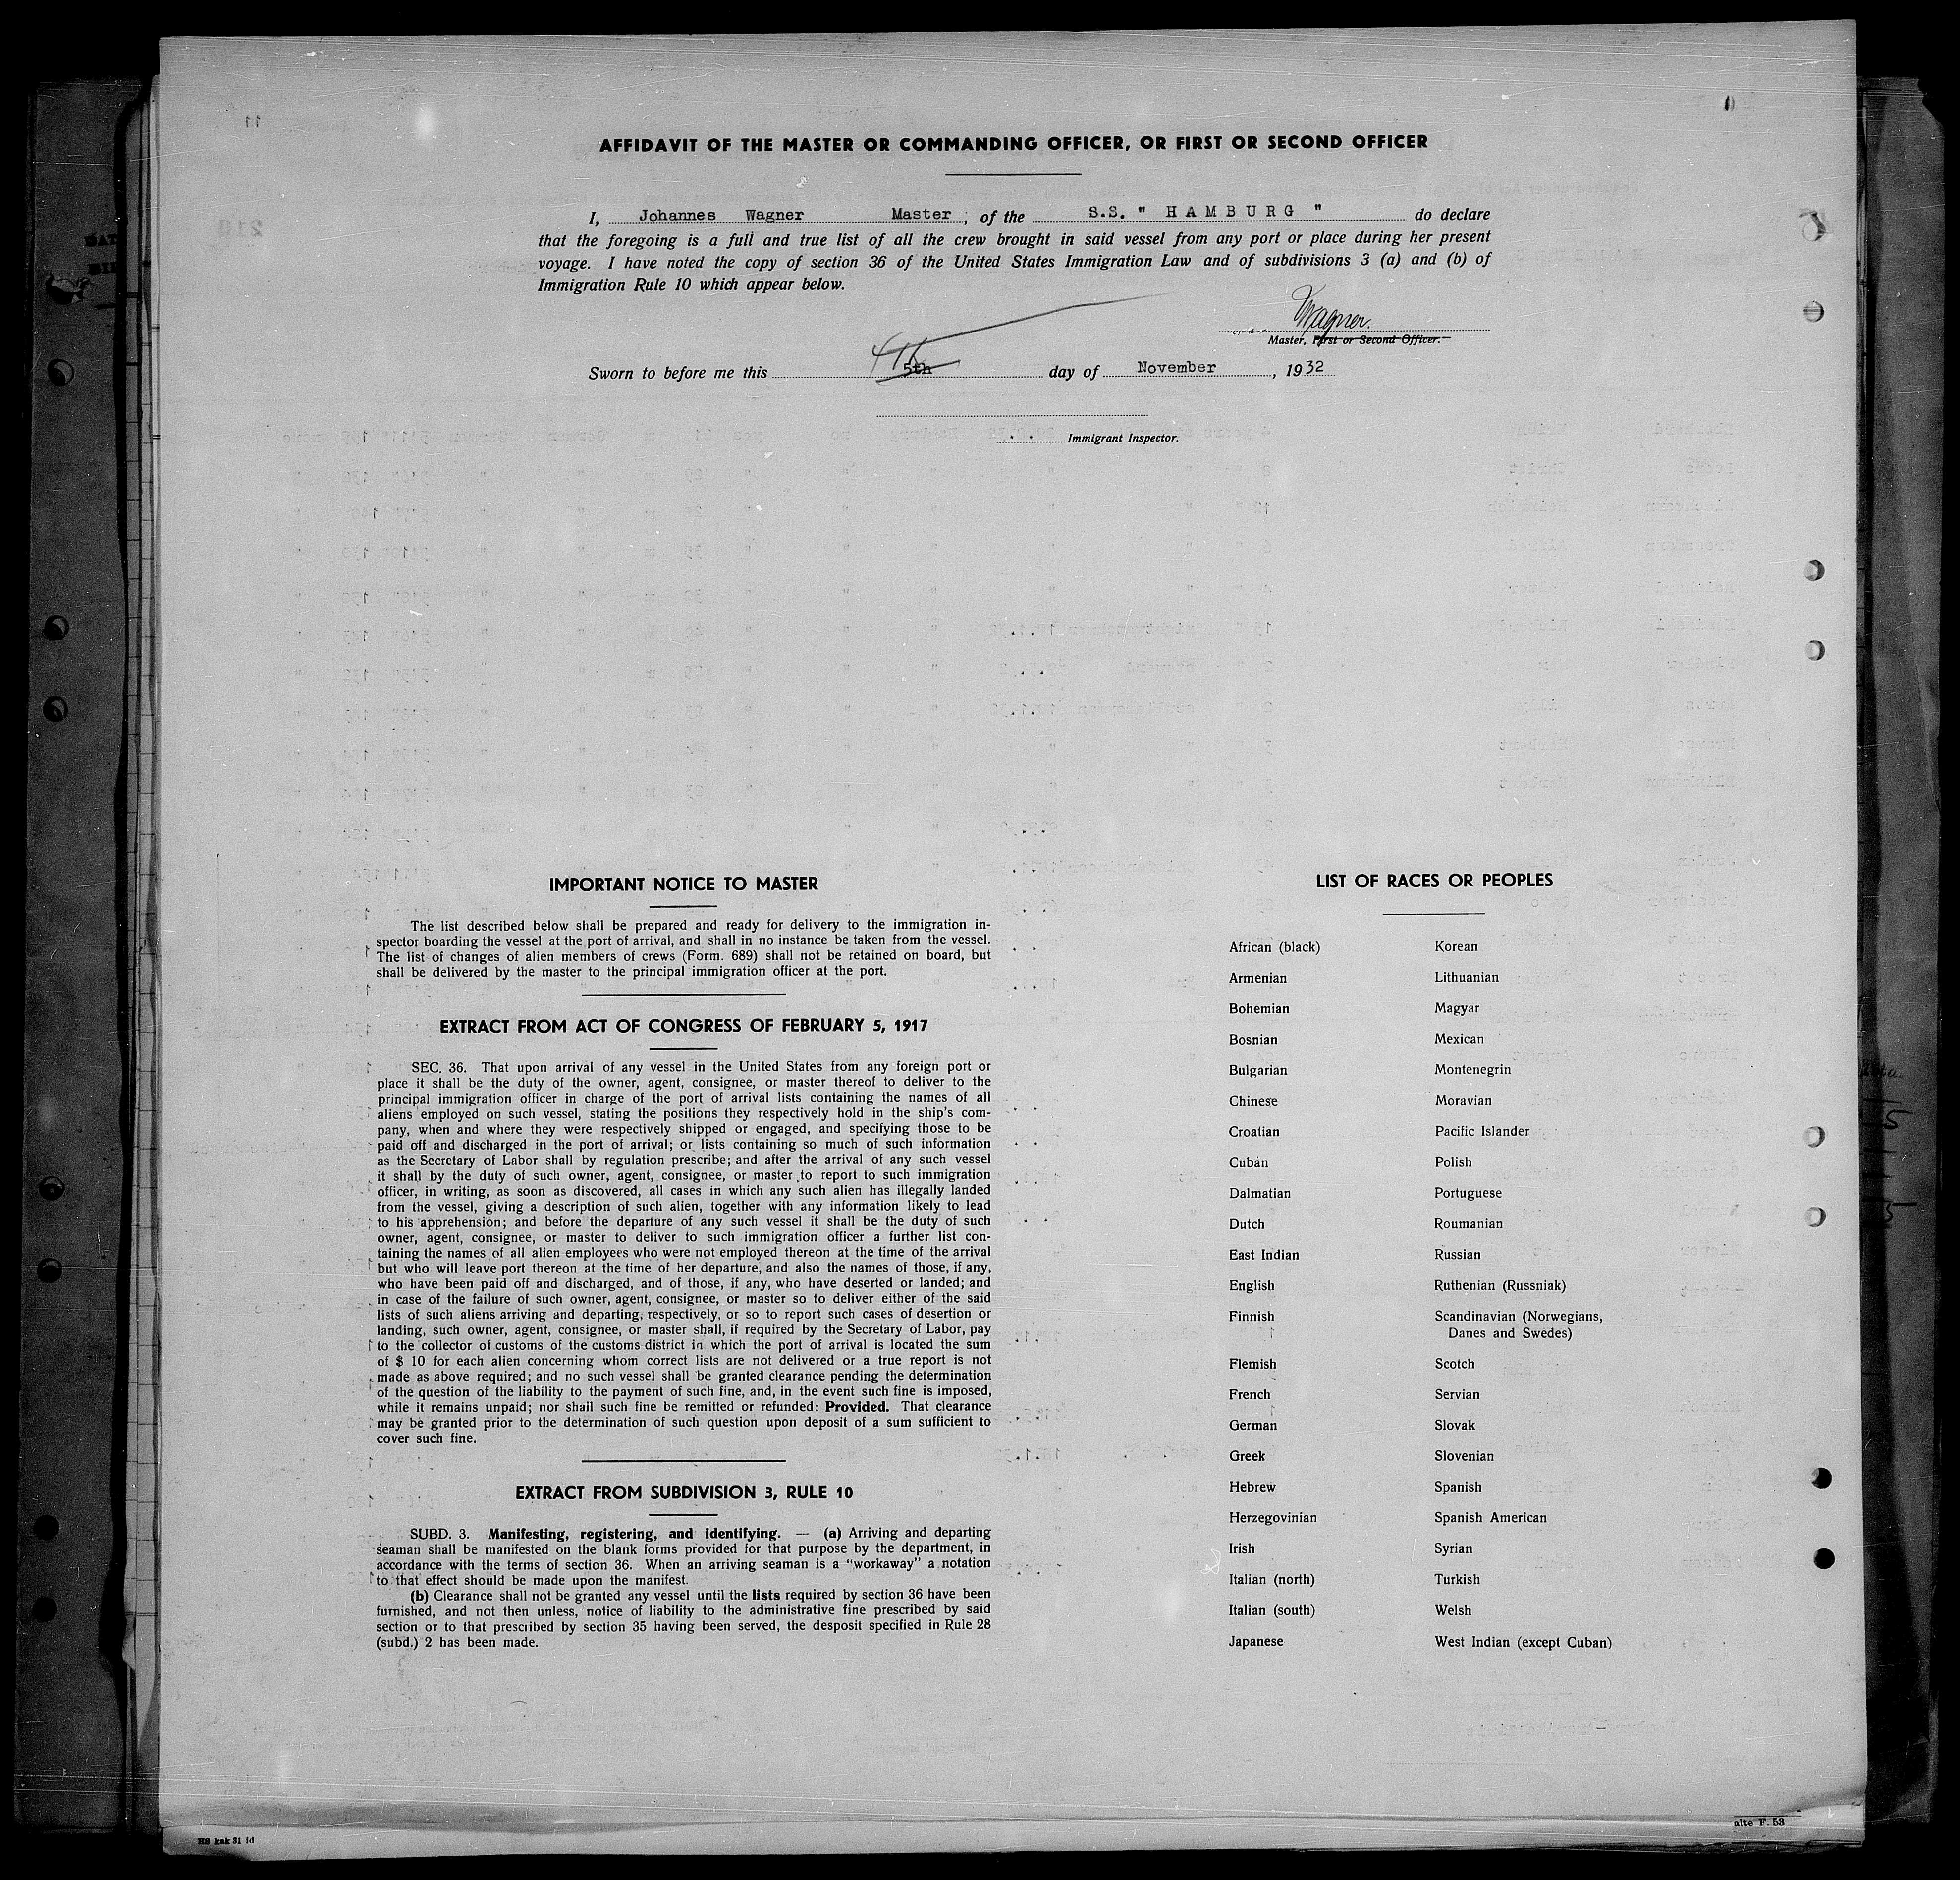 AFFIDAVIT OF THE MASTER OR COMMANDING OFFICER, OR FIRST OR SECOND OFFICER
I, Johannes Wagner Master ; of the S.S. " H A M B U R G " do declare
that the foregoing is a full and true list of all the crew brought in said vessel from any port or place during her present
voyage. I have noted the copy of section 36 of the United States Immigration Law and of subdivisions 3 (a) and (b) of
Immigration Rule 10 which appear below.
Wagner.
Master, First or Second Officer.
4th
Sworn to before me this 5th day of November, 1932
Immigrant Inspector.
IMPORTANT NOTICE TO MASTER
The list described below shall be prepared and ready for delivery to the immigration in-
spector boarding the vessel at the port of arrival, and shall in no instance be taken from the vessel.
The list of changes of alien members of crews (Form. 689) shall not be retained on board, but
shall be delivered by the master to the principal immigration officer at the port.
EXTRACT FROM ACT OF CONGRESS OF FEBRUARY 5, 1917
SEC. 36. That upon arrival of any vessel in the United States from any foreign port or
place it shall be the duty of the owner, agent, consignee, or master thereof to deliver to the
principal immigration officer in charge of the port of arrival lists containing the names of all
aliens employed on such vessel, stating the positions they respectively hold in the ship's com-
pany, when and where they were respectively shipped or engaged, and specifying those to be
paid off and discharged in the port of arrival; or lists containing so much of such information
as the Secretary of Labor shall by regulation prescribe; and after the arrival of any such vessel
it shall by the duty of such owner, agent, consignee, or master to report to such immigration
officer, in writing, as soon as discovered, all cases in which any such alien has illegally landed
from the vessel, giving a description of such alien, together with any information likely to lead
to his apprehension; and before the departure of any such vessel it shall be the duty of such
owner, agent, consignee, or master to deliver to such immigration officer a further list con-
taining the names of all alien employees who were not employed thereon at the time of the arrival
but who will leave port thereon at the time of her departure, and also the names of those, if any,
who have been paid off and discharged, and of those, if any, who have deserted or landed; and
in case of the failure of such owner, agent, consignee, or master so to deliver either of the said
lists of such aliens arriving and departing, respectively, or so to report such cases of desertion or
landing, such owner, agent, consignee, or master shall, if required by the Secretary of Labor, pay
to the collector of customs of the customs district in which the port of arrival is located the sum
of $ 10 for each alien concerning whom correct lists are not delivered or a true report is not
made as above required; and no such vessel shall be granted clearance pending the determination
of the question of the liability to the payment of such fine, and, in the event such fine is imposed,
while it remains unpaid; nor shall such fine be remitted or refunded: Provided. That clearance
may be granted prior to the determination of such question upon deposit of a sum sufficient to
cover such fine.
EXTRACT FROM SUBDIVISION 3, RULE 10
SUBD. 3. Manifesting, registering, and identifying. — (a) Arriving and departing
seaman shall be manifested on the blank forms provided for that purpose by the department, in
accordance with the terms of section 36. When an arriving seaman is a "workaway" a notation
to that effect should be made upon the manifest.
(b) Clearance shall not be granted any vessel until the lists required by section 36 have been
furnished, and not then unless, notice of liability to the administrative fine prescribed by said
section or to that prescribed by section 35 having been served, the desposit specified in Rule 28
(subd.) 2 has been made.
LIST OF RACES OR PEOPLES
African (black) Korean
Armenian Lithuanian
Bohemian Magyar
Bosnian Mexican
Bulgarian Montenegrin
Chinese Moravian
Croatian Pacific Islander
Cuban Polish
Dalmatian Portuguese
Dutch Roumanian
East Indian Russian
English Ruthenian (Russniak)
Finnish Scandinavian (Norwegians,
Danes and Swedes)
Flemish Scotch
French Servian
German Slovak
Greek Slovenian
Hebrew Spanish
Herzegovinian Spanish American
Irish Syrian
Italian (north) Turkish
Italian (south) Welsh
Japanese West Indian (except Cuban)
alte F. 53